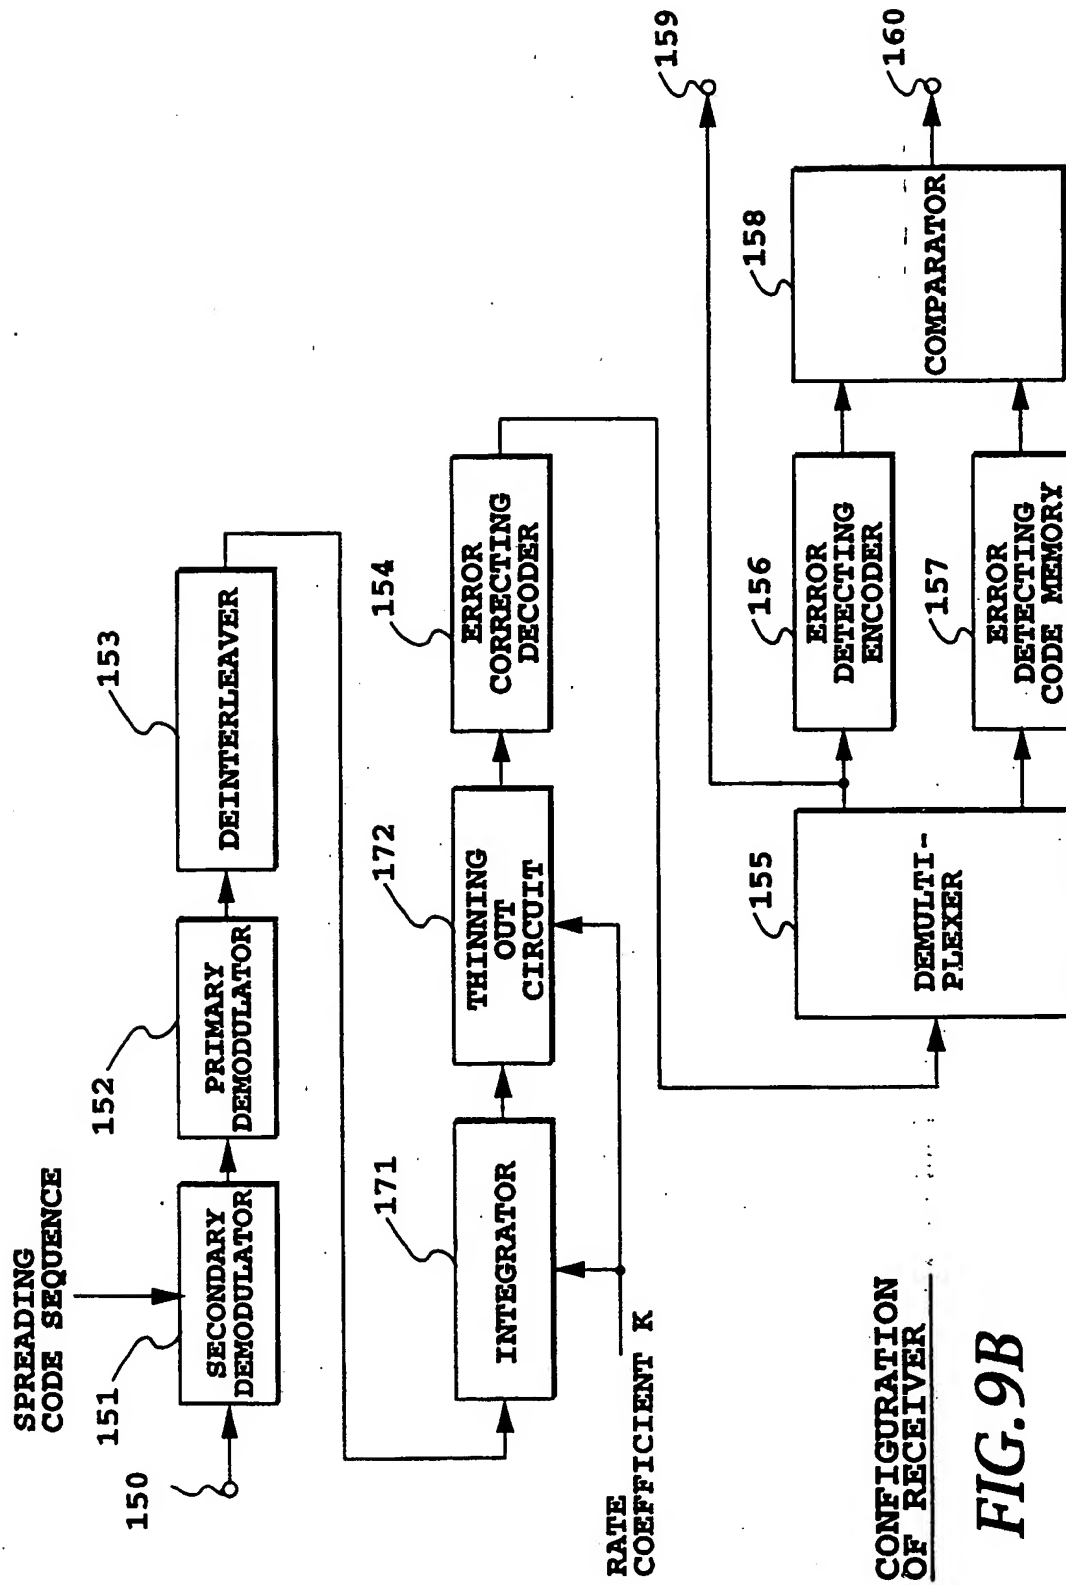 SPREADING
CODE SEQUENCE
150
151
SECONDARY
DEMODULATOR
152
PRIMARY
DEMODULATOR
153
DEINTERLEAVER
RATE
COEFFICIENT K
171
INTEGRATOR
172
THINNING
OUT
CIRCUIT
154
ERROR
CORRECTING
DECODER
155
DEMULTI-
PLEXER
156
ERROR
DETECTING
ENCODER
157
ERROR
DETECTING
CODE MEMORY
158
COMPARATOR
159
160
CONFIGURATION
OF RECEIVER
FIG.9B